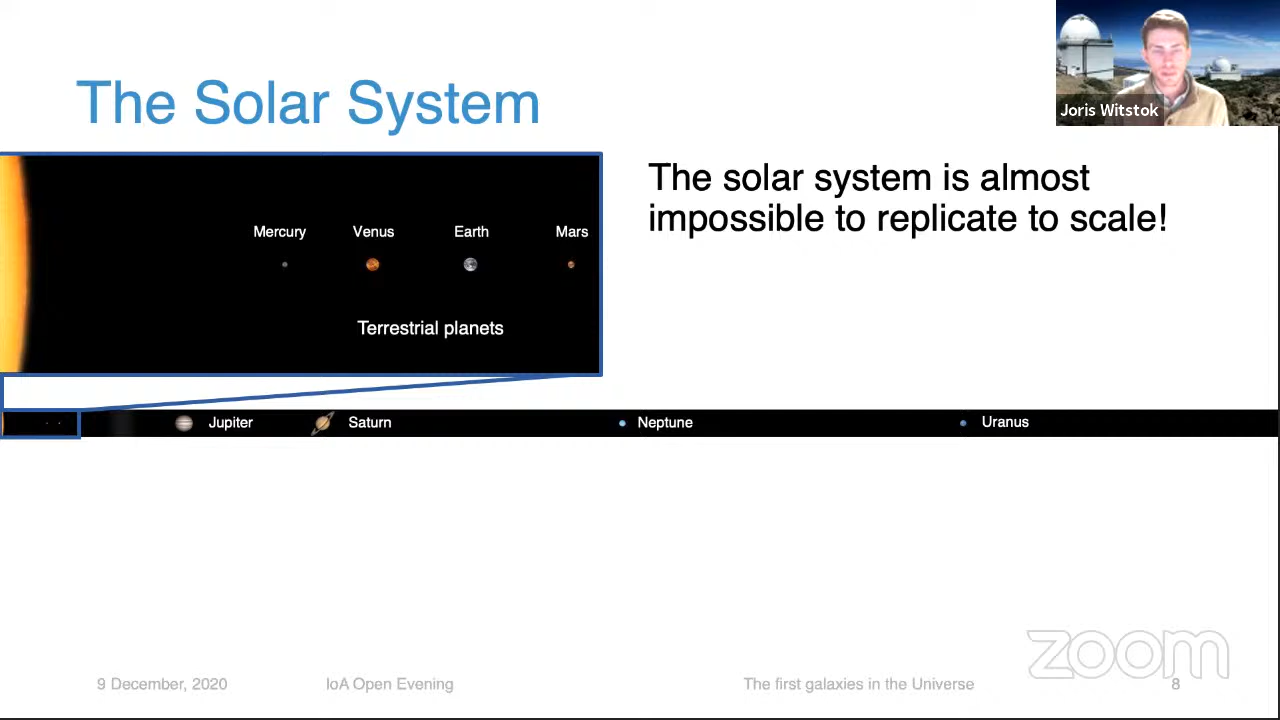 The Solar System
Joris Witstok
The solar system is almost
impossible to replicate to scale!
Mercury
Venus
Earth
Mars
Terrestrial planets
Jupiter
Saturn
Neptune
Uranus
zoom
9 December, 2020
IoA Open Evening
The first galaxies in the Universe
8